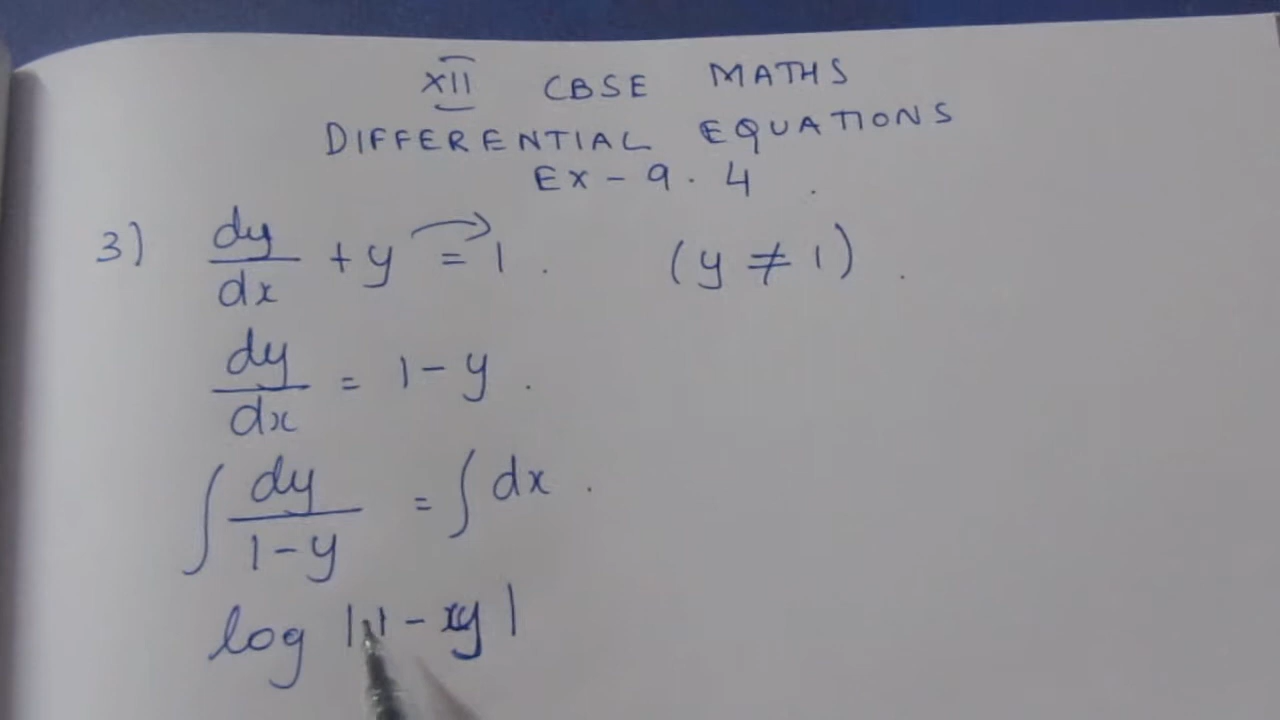 XII CBSE MATHS
DIFFERENTIAL EQUATIONS
Ex - 9.4
3) dy/dx + y = 1. (y ≠ 1).
dy/dx = 1 - y.
∫ dy/1-y = ∫ dx.
log |1 - y|